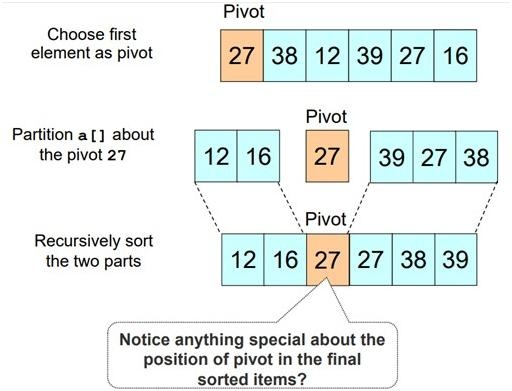 Pivot
Choose first
element as pivot
27 38 12 39 27 16
Pivot
Partition a[] about
the pivot 27
12 16 27 39 27 38
Pivot
Recursively sort
the two parts
12 16 27 27 38 39
Notice anything special about the
position of pivot in the final
sorted items?